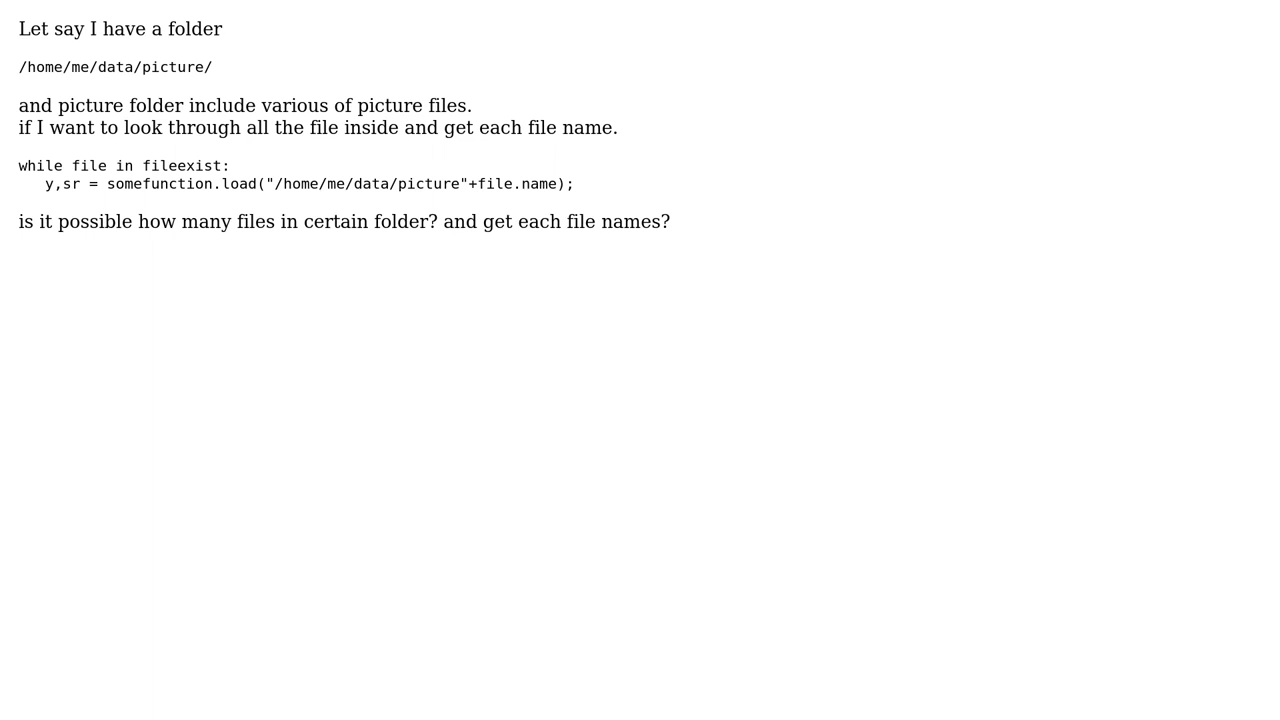 Let say I have a folder
/home/me/data/picture/
and picture folder include various of picture files.
if I want to look through all the file inside and get each file name.
while file in fileexist:
   y,sr = somefunction.load("/home/me/data/picture"+file.name);
is it possible how many files in certain folder? and get each file names?